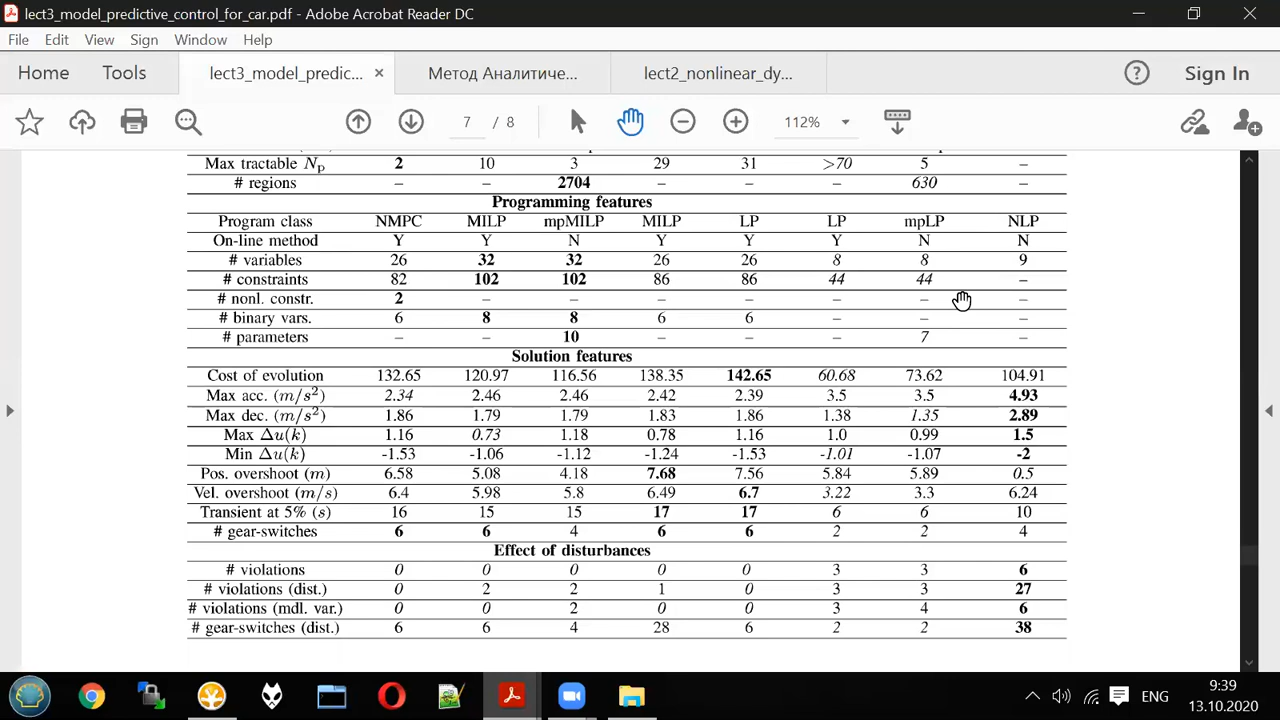 lect3_model_predictive_control_for_car.pdf - Adobe Acrobat Reader DC
File Edit View Sign Window Help
Home Tools lect3_model_predic... × Метод Аналитиче... lect2_nonlinear_dy... ? Sign In
7 / 8 112%
Max tractable Np 2 10 3 29 31 >70 5 –
# regions – – 2704 – – – 630 –
Programming features
Program class NMPC MILP mpMILP MILP LP LP mpLP NLP
On-line method Y Y N Y Y Y N N
# variables 26 32 32 26 26 8 8 9
# constraints 82 102 102 86 86 44 44 –
# nonl. constr. 2 – – – – – – –
# binary vars. 6 8 8 6 6 – – –
# parameters – – 10 – – – 7 –
Solution features
Cost of evolution 132.65 120.97 116.56 138.35 142.65 60.68 73.62 104.91
Max acc. (m/s²) 2.34 2.46 2.46 2.42 2.39 3.5 3.5 4.93
Max dec. (m/s²) 1.86 1.79 1.79 1.83 1.86 1.38 1.35 2.89
Max Δu(k) 1.16 0.73 1.18 0.78 1.16 1.0 0.99 1.5
Min Δu(k) -1.53 -1.06 -1.12 -1.24 -1.53 -1.01 -1.07 -2
Pos. overshoot (m) 6.58 5.08 4.18 7.68 7.56 5.84 5.89 0.5
Vel. overshoot (m/s) 6.4 5.98 5.8 6.49 6.7 3.22 3.3 6.24
Transient at 5% (s) 16 15 15 17 17 6 6 10
# gear-switches 6 6 4 6 6 2 2 4
Effect of disturbances
# violations 0 0 0 0 0 3 3 6
# violations (dist.) 0 2 2 1 0 3 3 27
# violations (mdl. var.) 0 0 2 0 0 3 4 6
# gear-switches (dist.) 6 6 4 28 6 2 2 38
ENG 9:39
13.10.2020